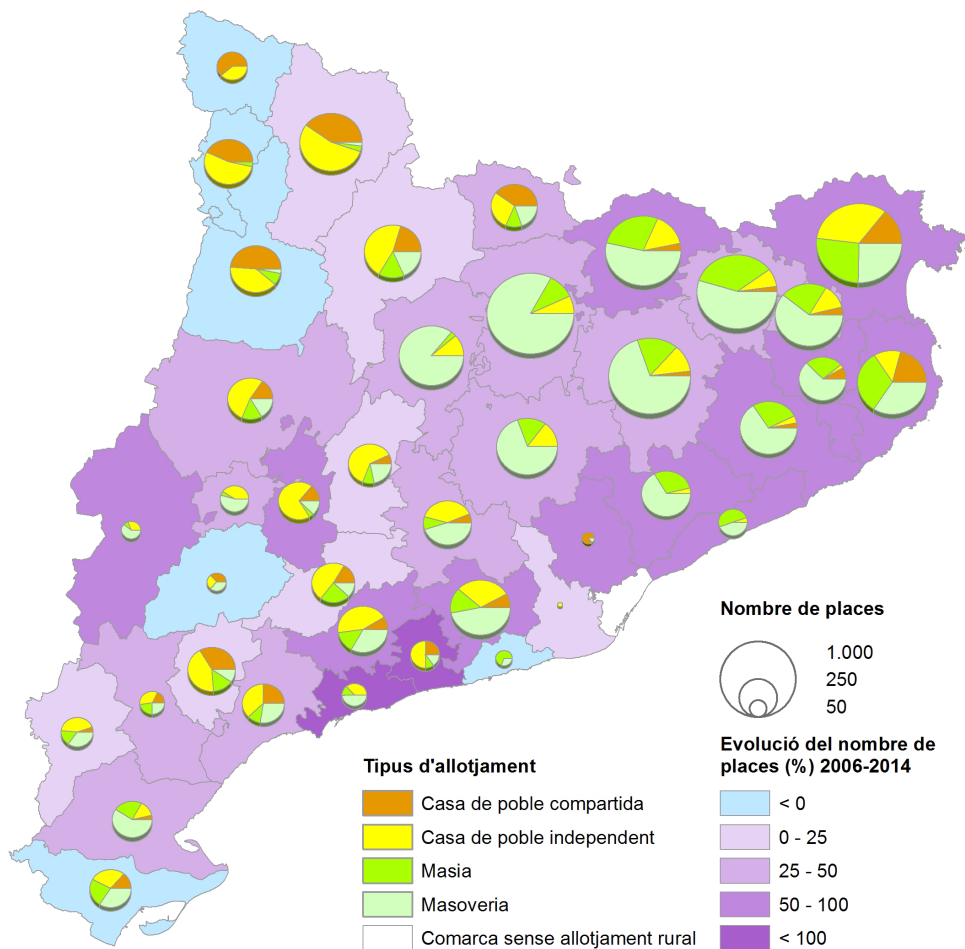 Nombre de places
1.000
250
50
Tipus d'allotjament
Casa de poble compartida
Casa de poble independent
Masia
Masoveria
Comarca sense allotjament rural
Evolució del nombre de
places (%) 2006-2014
< 0
0 - 25
25 - 50
50 - 100
< 100